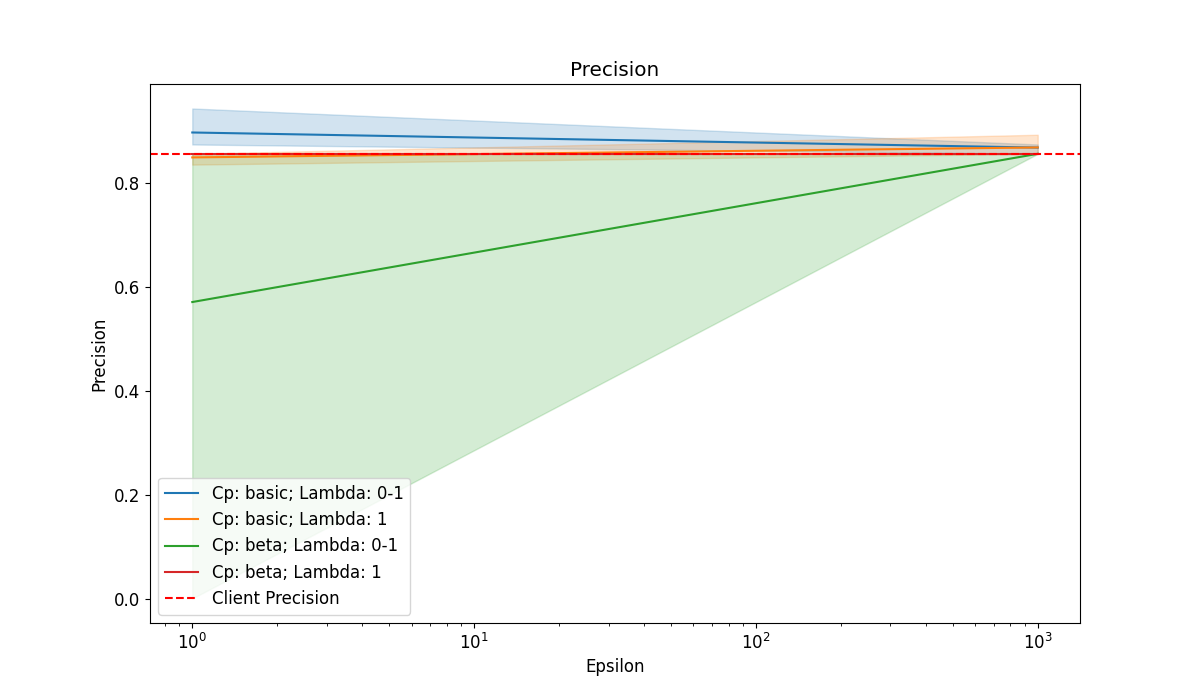 Precision
Precision
0.8
0.6
0.4
0.2
0.0
Cp: basic; Lambda: 0-1
Cp: basic; Lambda: 1
Cp: beta; Lambda: 0-1
Cp: beta; Lambda: 1
Client Precision
10⁰ 10¹ 10² 10³
Epsilon